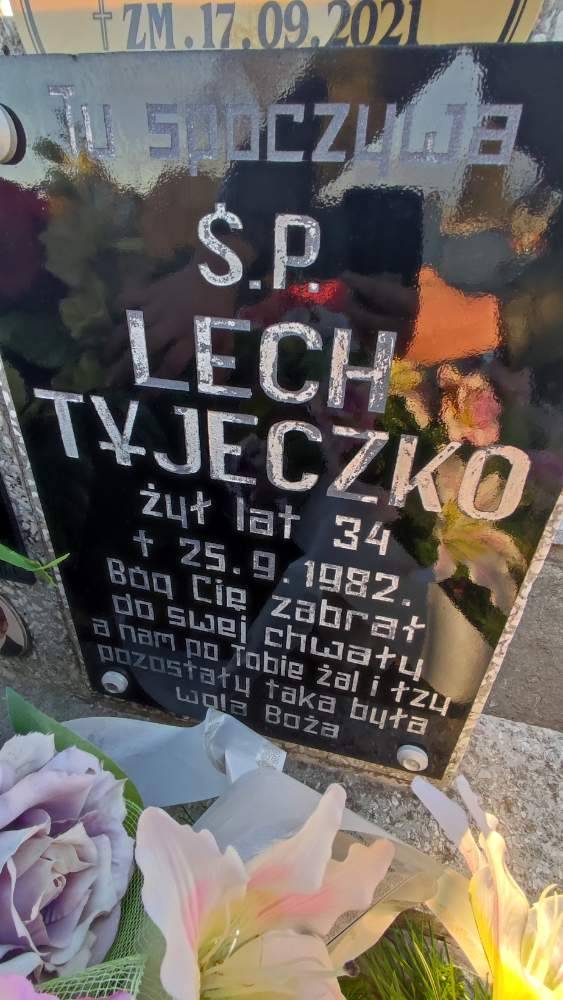 † ZM. 17.09.2021
Tu spoczywa
Ś.P.
LECH
TYJECZKO
żył lat 34
† 25.9.1982.
Bóg Cię zabrał
do swej chwały
a nam po Tobie żal i łzy
pozostały taka była
wola Boża